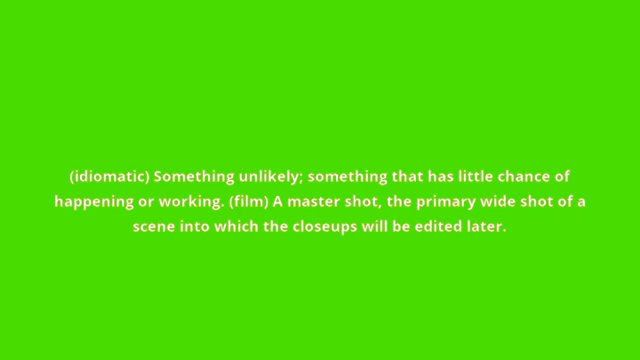 (idiomatic) Something unlikely; something that has little chance of
happening or working. (film) A master shot, the primary wide shot of a
scene into which the closeups will be edited later.